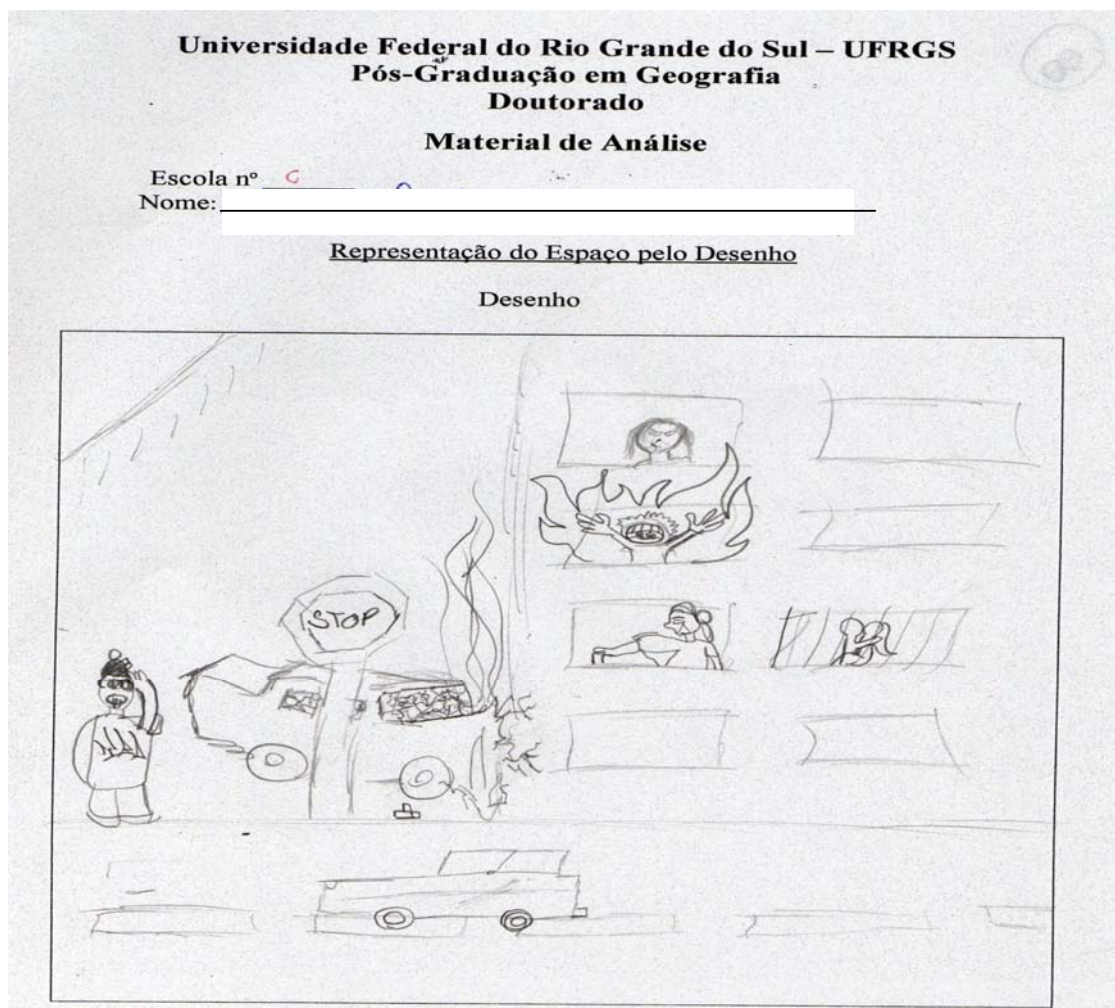 Universidade Federal do Rio Grande do Sul – UFRGS
Pós-Graduação em Geografia
Doutorado
Material de Análise
Escola nº
Nome:
Representação do Espaço pelo Desenho
Desenho
STOP